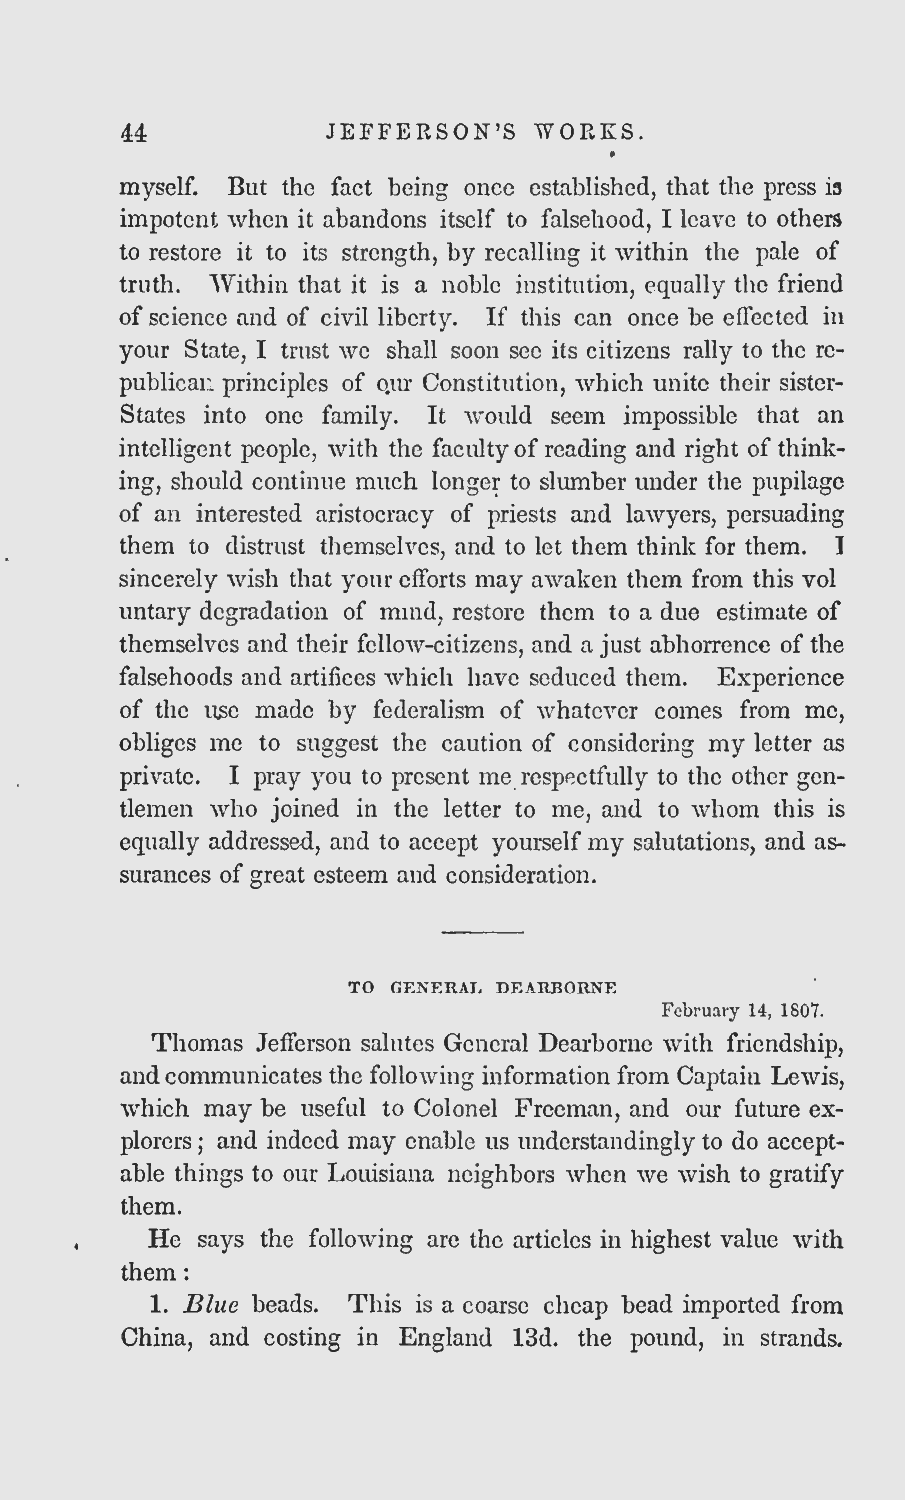 44 JEFFERSON'S WORKS.
myself. But the fact being once established, that the press is
impotent when it abandons itself to falsehood, I leave to others
to restore it to its strength, by recalling it within the pale of
truth. Within that it is a noble institution, equally the friend
of science and of civil liberty. If this can once be effected in
your State, I trust we shall soon see its citizens rally to the re-
publican principles of our Constitution, which unite their sister-
States into one family. It would seem impossible that an
intelligent people, with the faculty of reading and right of think-
ing, should continue much longer to slumber under the pupilage
of an interested aristocracy of priests and lawyers, persuading
them to distrust themselves, and to let them think for them. I
sincerely wish that your efforts may awaken them from this vol
untary degradation of mind, restore them to a due estimate of
themselves and their fellow-citizens, and a just abhorrence of the
falsehoods and artifices which have seduced them. Experience
of the use made by federalism of whatever comes from me,
obliges me to suggest the caution of considering my letter as
private. I pray you to present me respectfully to the other gen-
tlemen who joined in the letter to me, and to whom this is
equally addressed, and to accept yourself my salutations, and as-
surances of great esteem and consideration.
TO GENERAL DEARBORNE
February 14, 1807.
Thomas Jefferson salutes General Dearborne with friendship,
and communicates the following information from Captain Lewis,
which may be useful to Colonel Freeman, and our future ex-
plorers; and indeed may enable us understandingly to do accept-
able things to our Louisiana neighbors when we wish to gratify
them.
He says the following are the articles in highest value with
them:
1. Blue beads. This is a coarse cheap bead imported from
China, and costing in England 13d. the pound, in strands.